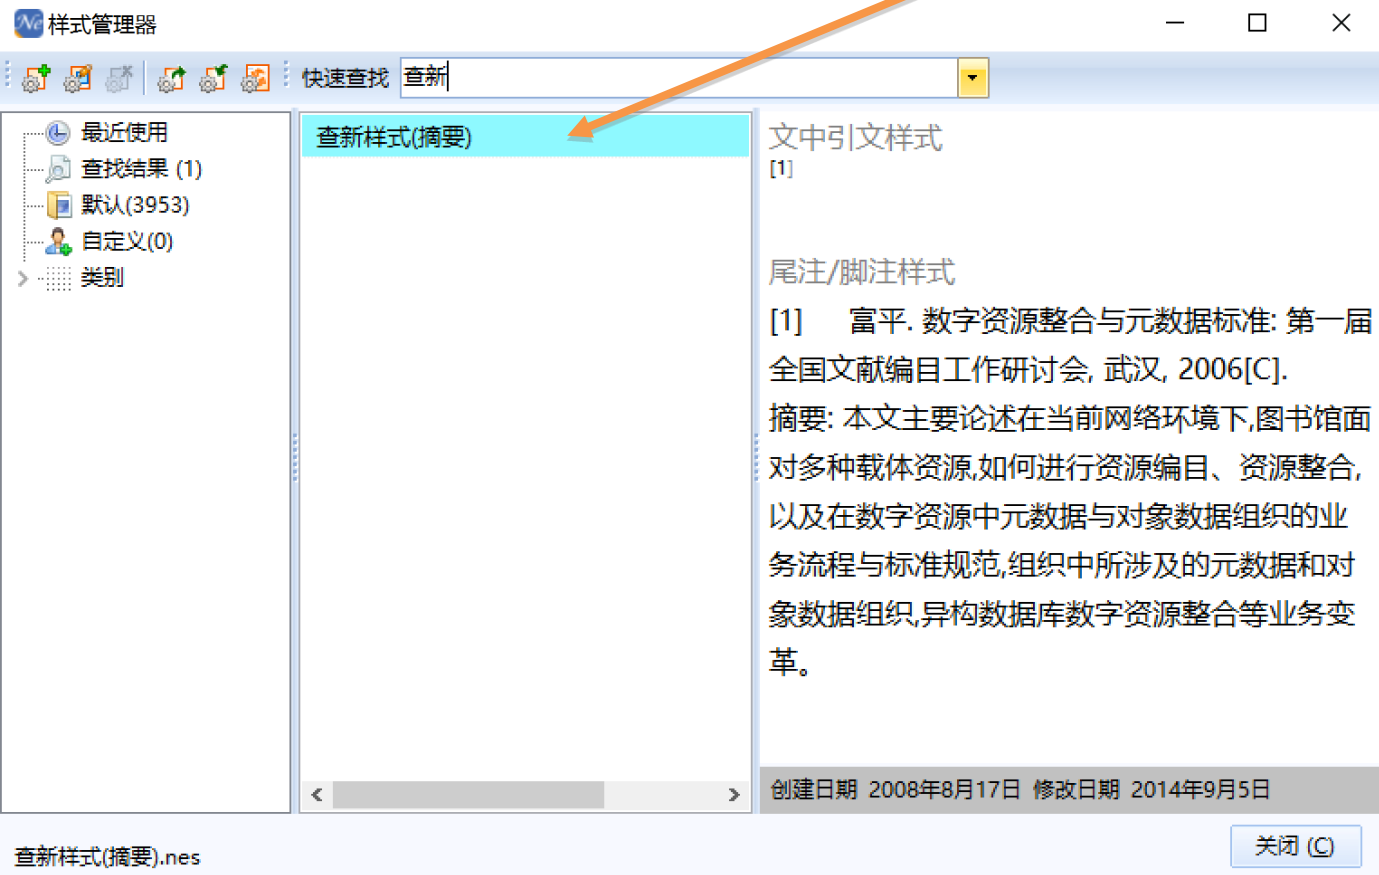 Ne 样式管理器
快速查找 查新
最近使用
查找结果 (1)
默认(3953)
自定义(0)
类别
查新样式(摘要)
文中引文样式
[1]
尾注/脚注样式
[1] 富平. 数字资源整合与元数据标准: 第一届
全国文献编目工作研讨会, 武汉, 2006[C].
摘要: 本文主要论述在当前网络环境下,图书馆面
对多种载体资源,如何进行资源编目、资源整合,
以及在数字资源中元数据与对象数据组织的业
务流程与标准规范,组织中所涉及的元数据和对
象数据组织,异构数据库数字资源整合等业务变
革。
创建日期 2008年8月17日 修改日期 2014年9月5日
查新样式(摘要).nes
关闭 (C)